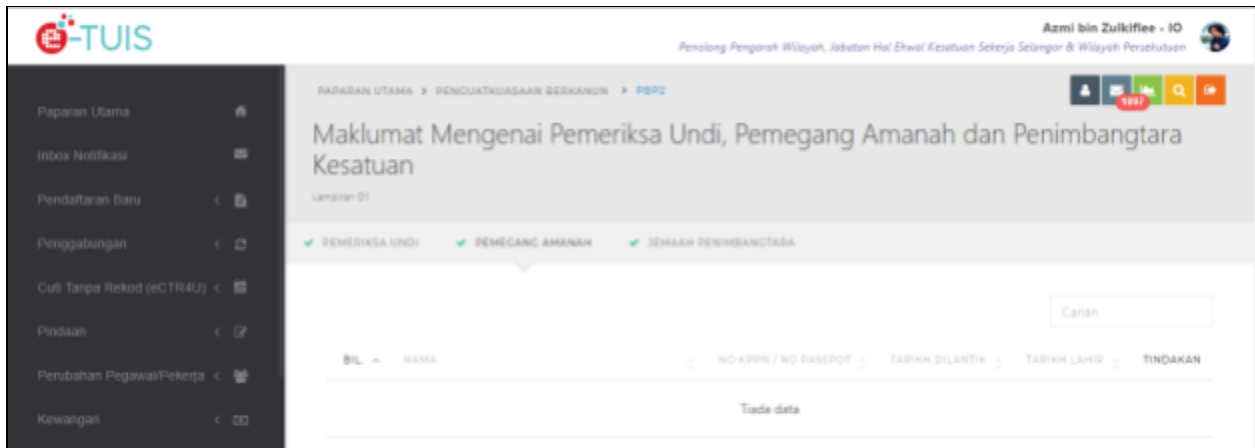 e-TUIS
Azmi bin Zulkiflee - IO
Penolong Pengarah Wilayah, Jabatan Hal Ehwal Kesatuan Sekerja Selangor & Wilayah Persekutuan
Paparan Utama
Inbox Notifikasi
Pendaftaran Baru
Penggabungan
Cuti Tanpa Rekod (eCTR4U)
Pindaan
Perubahan Pegawai/Pekerja
Kewangan
PAPARAN UTAMA > PENGUATKUASAAN BERKANUN > PBP2
1097
Maklumat Mengenai Pemeriksa Undi, Pemegang Amanah dan Penimbangtara
Kesatuan
Lampiran D1
PEMERIKSA UNDI PEMEGANG AMANAH JEMAAH PENIMBANGTARA
Carian
BIL. NAMA NO KPPN / NO PASSPOT TARIKH DILANTIK TARIKH LAHIR TINDAKAN
Tiada data